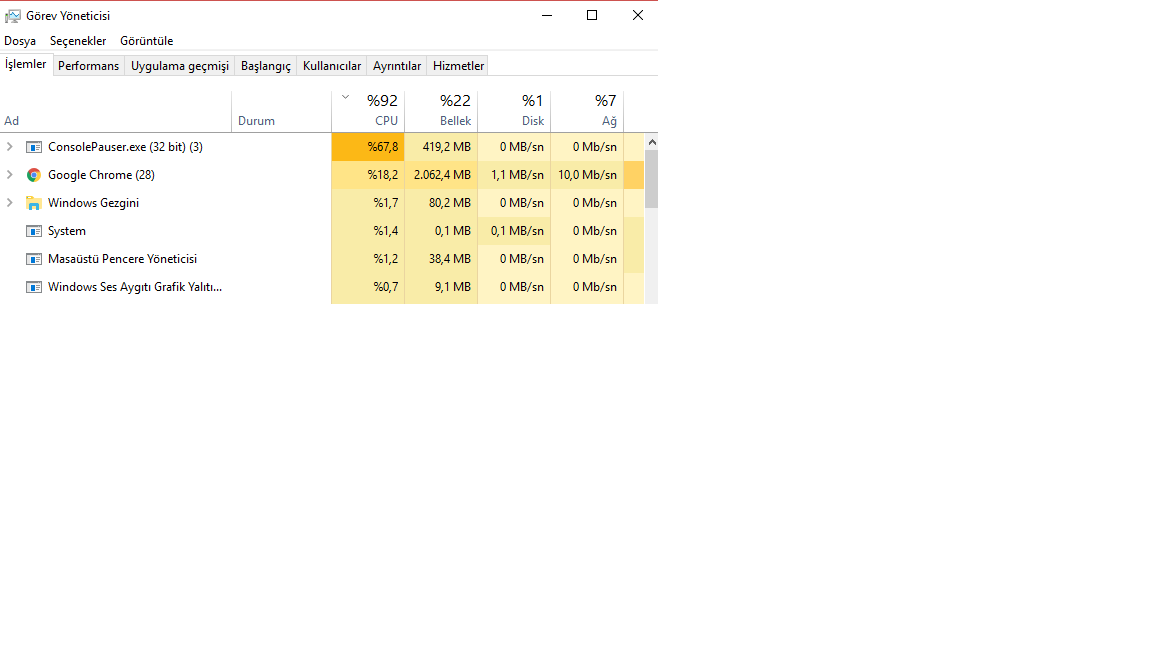 Görev Yöneticisi
Dosya Seçenekler Görüntüle
İşlemler Performans Uygulama geçmişi Başlangıç Kullanıcılar Ayrıntılar Hizmetler
%92 %22 %1 %7
Ad Durum CPU Bellek Disk Ağ
ConsolePauser.exe (32 bit) (3) %67,8 419,2 MB 0 MB/sn 0 Mb/sn
Google Chrome (28) %18,2 2.062,4 MB 1,1 MB/sn 10,0 Mb/sn
Windows Gezgini %1,7 80,2 MB 0 MB/sn 0 Mb/sn
System %1,4 0,1 MB 0,1 MB/sn 0 Mb/sn
Masaüstü Pencere Yöneticisi %1,2 38,4 MB 0 MB/sn 0 Mb/sn
Windows Ses Aygıtı Grafik Yalıtı... %0,7 9,1 MB 0 MB/sn 0 Mb/sn